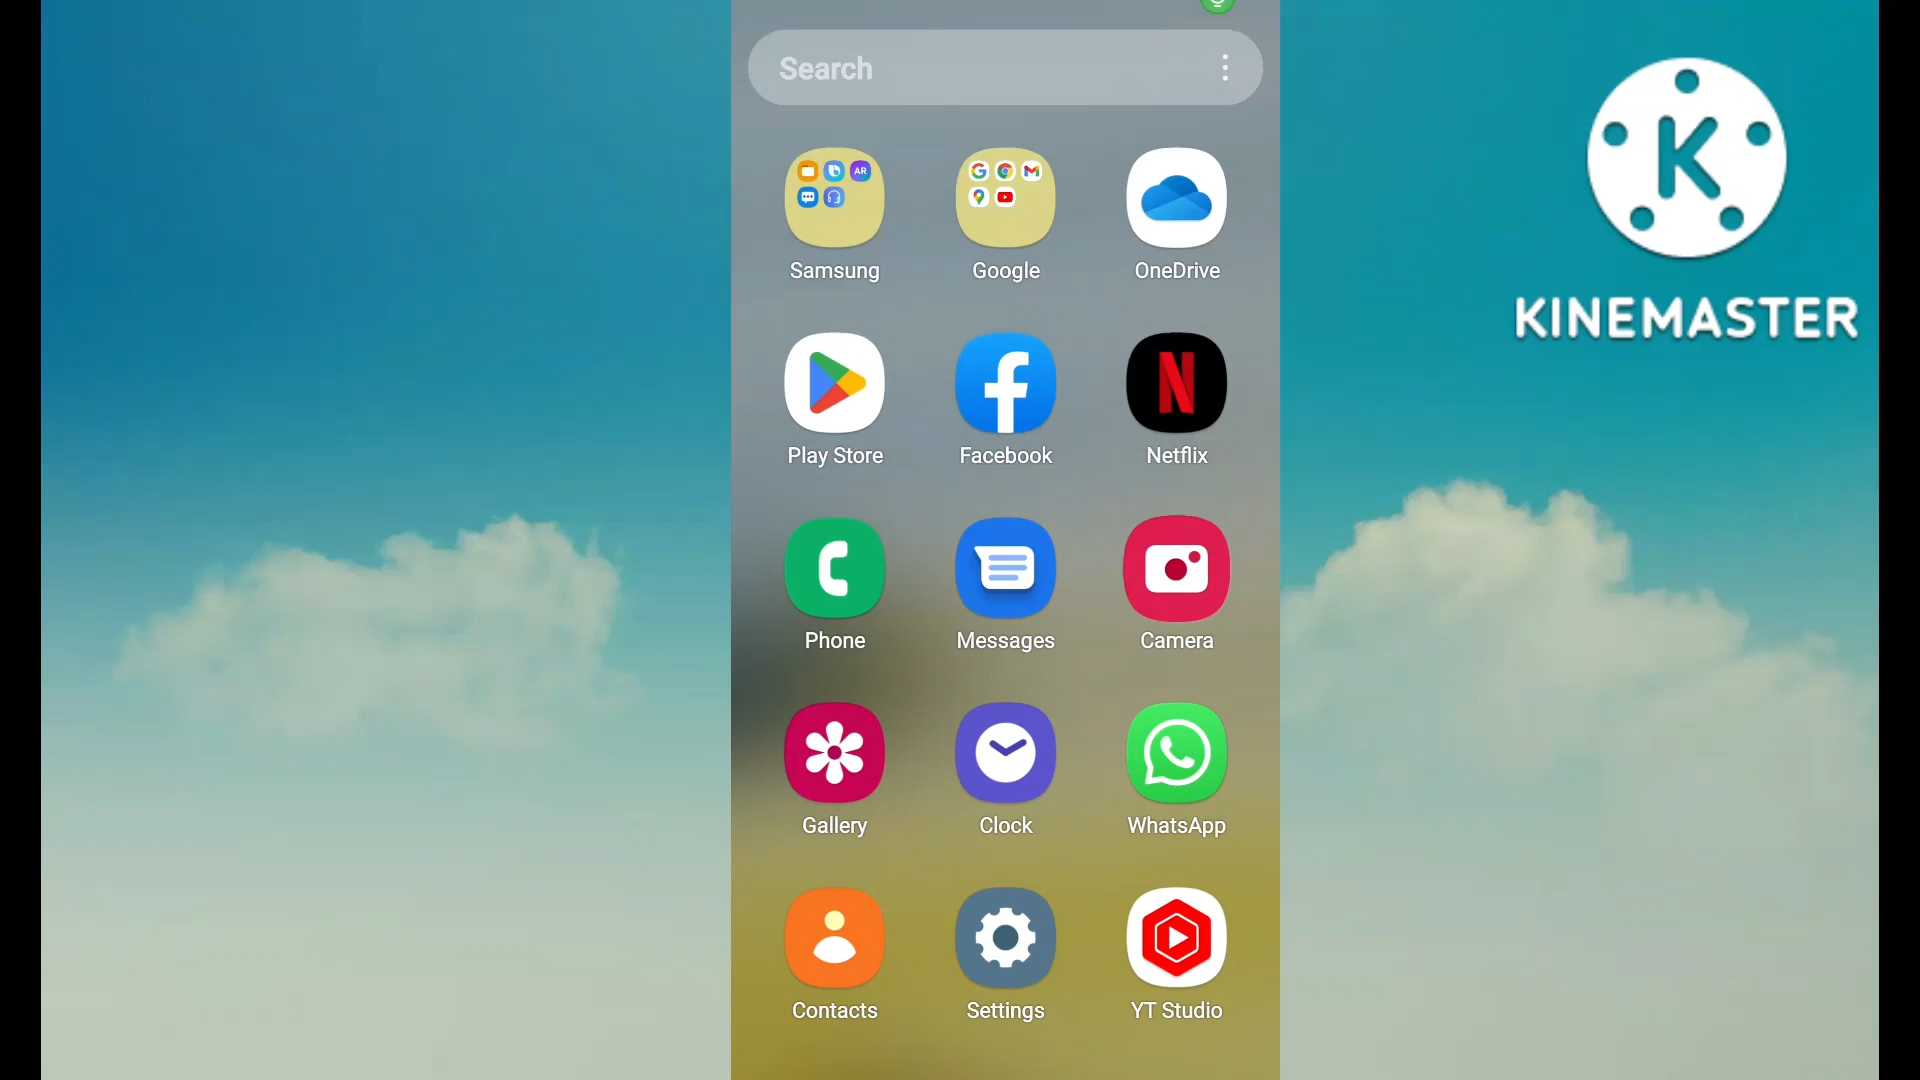 Search
K
KINEMASTER
AR
Samsung
Google
OneDrive
Play Store
Facebook
Netflix
Phone
Messages
Camera
Gallery
Clock
WhatsApp
Contacts
Settings
YT Studio